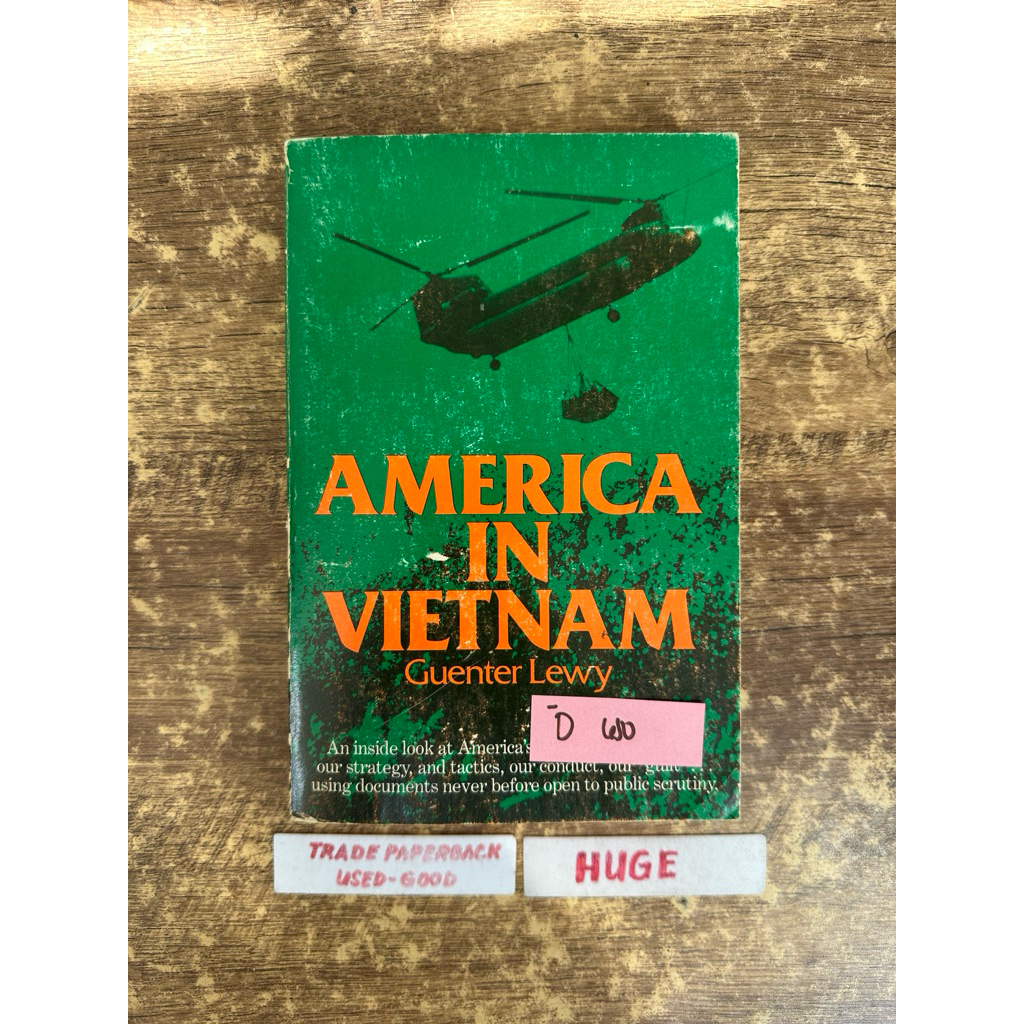 AMERICA
IN
VIETNAM
Guenter Lewy
An inside look at America's
our strategy, and tactics, our conduct, our
using documents never before open to public scrutiny.
TRADE PAPERBACK
USED-GOOD
HUGE